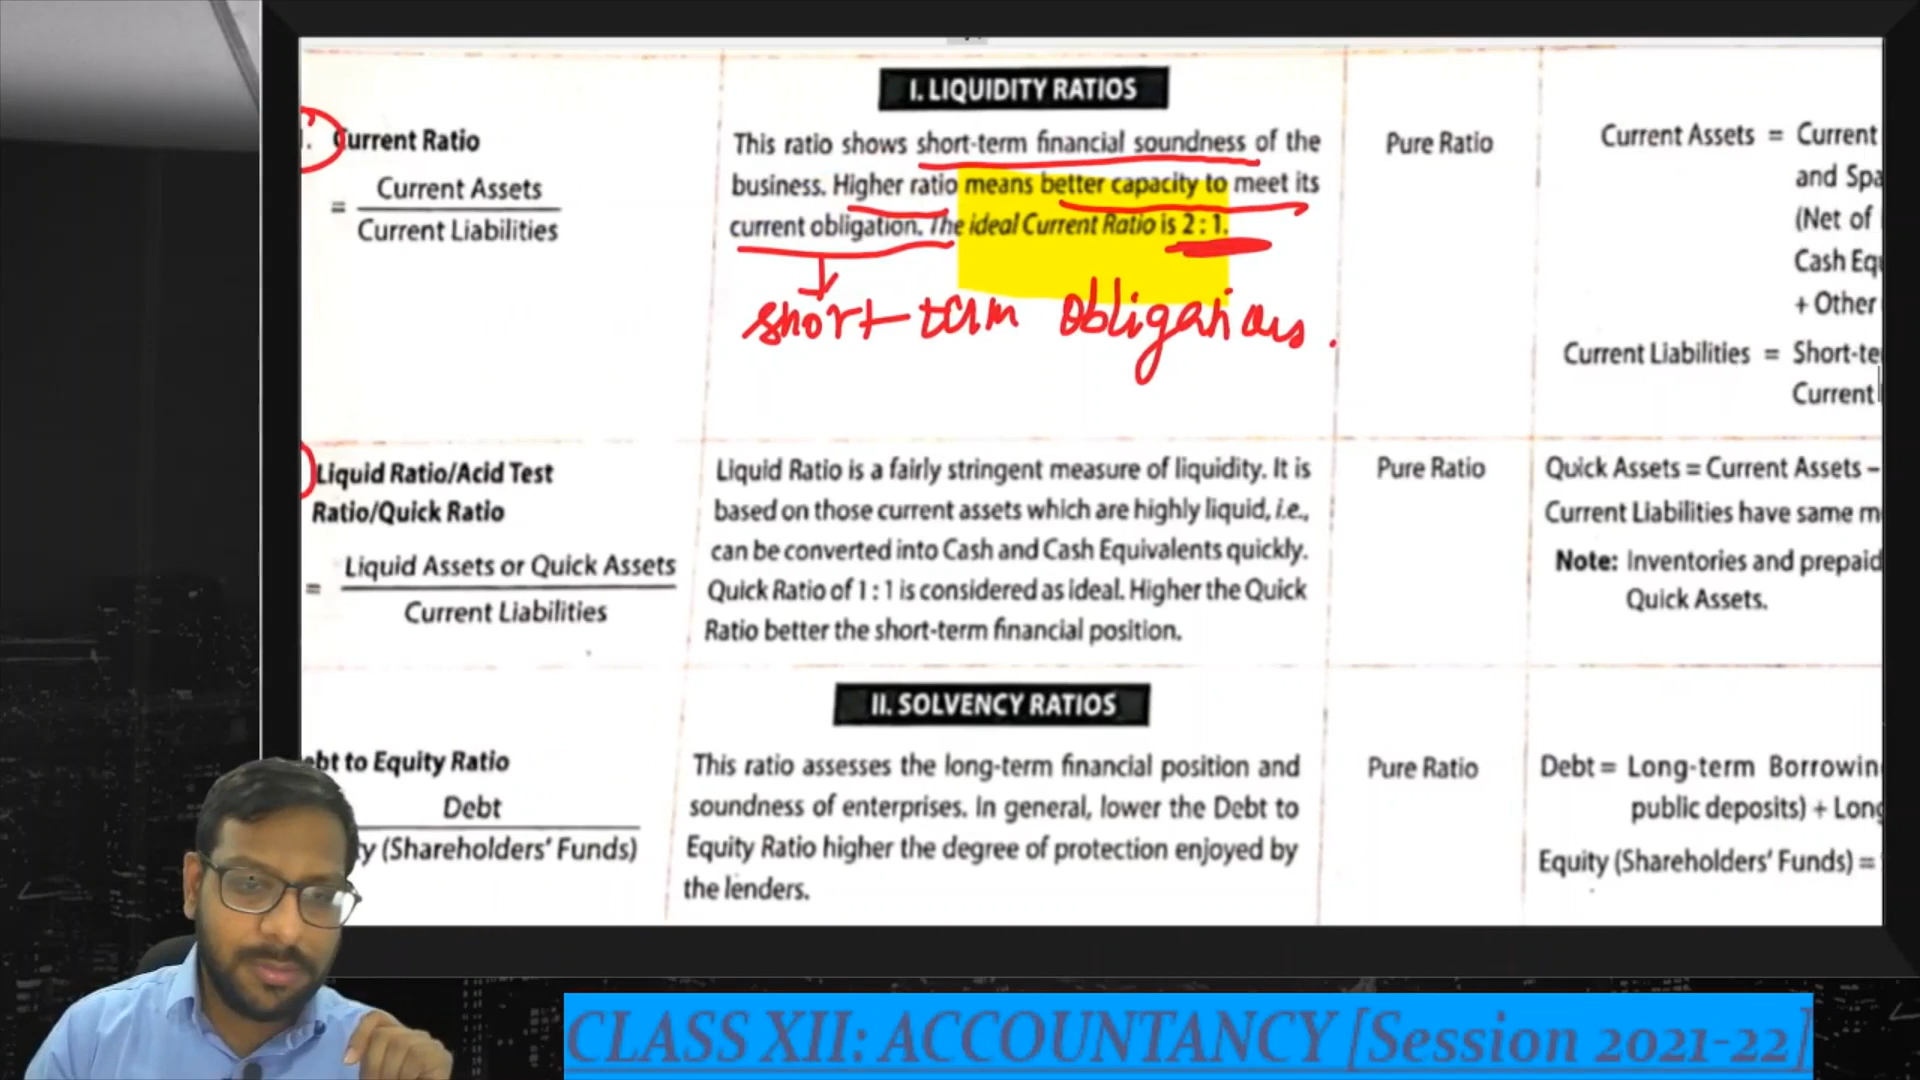 I. LIQUIDITY RATIOS
Current Ratio
= Current Assets
Current Liabilities
This ratio shows short-term financial soundness of the
business. Higher ratio means better capacity to meet its
current obligation. The ideal Current Ratio is 2 : 1.
short-term Obligations.
Pure Ratio
Current Assets = Current
and Spa
(Net of
Cash Equ
+ Other
Current Liabilities = Short-te
Current
Liquid Ratio/Acid Test
Ratio/Quick Ratio
= Liquid Assets or Quick Assets
Current Liabilities
Liquid Ratio is a fairly stringent measure of liquidity. It is
based on those current assets which are highly liquid, i.e.,
can be converted into Cash and Cash Equivalents quickly.
Quick Ratio of 1 : 1 is considered as ideal. Higher the Quick
Ratio better the short-term financial position.
Pure Ratio
Quick Assets = Current Assets –
Current Liabilities have same m
Note: Inventories and prepaid
Quick Assets.
II. SOLVENCY RATIOS
ebt to Equity Ratio
Debt
y (Shareholders' Funds)
This ratio assesses the long-term financial position and
soundness of enterprises. In general, lower the Debt to
Equity Ratio higher the degree of protection enjoyed by
the lenders.
Pure Ratio
Debt = Long-term Borrowin
public deposits) + Long
Equity (Shareholders' Funds) =
CLASS XII: ACCOUNTANCY [Session 2021-22]